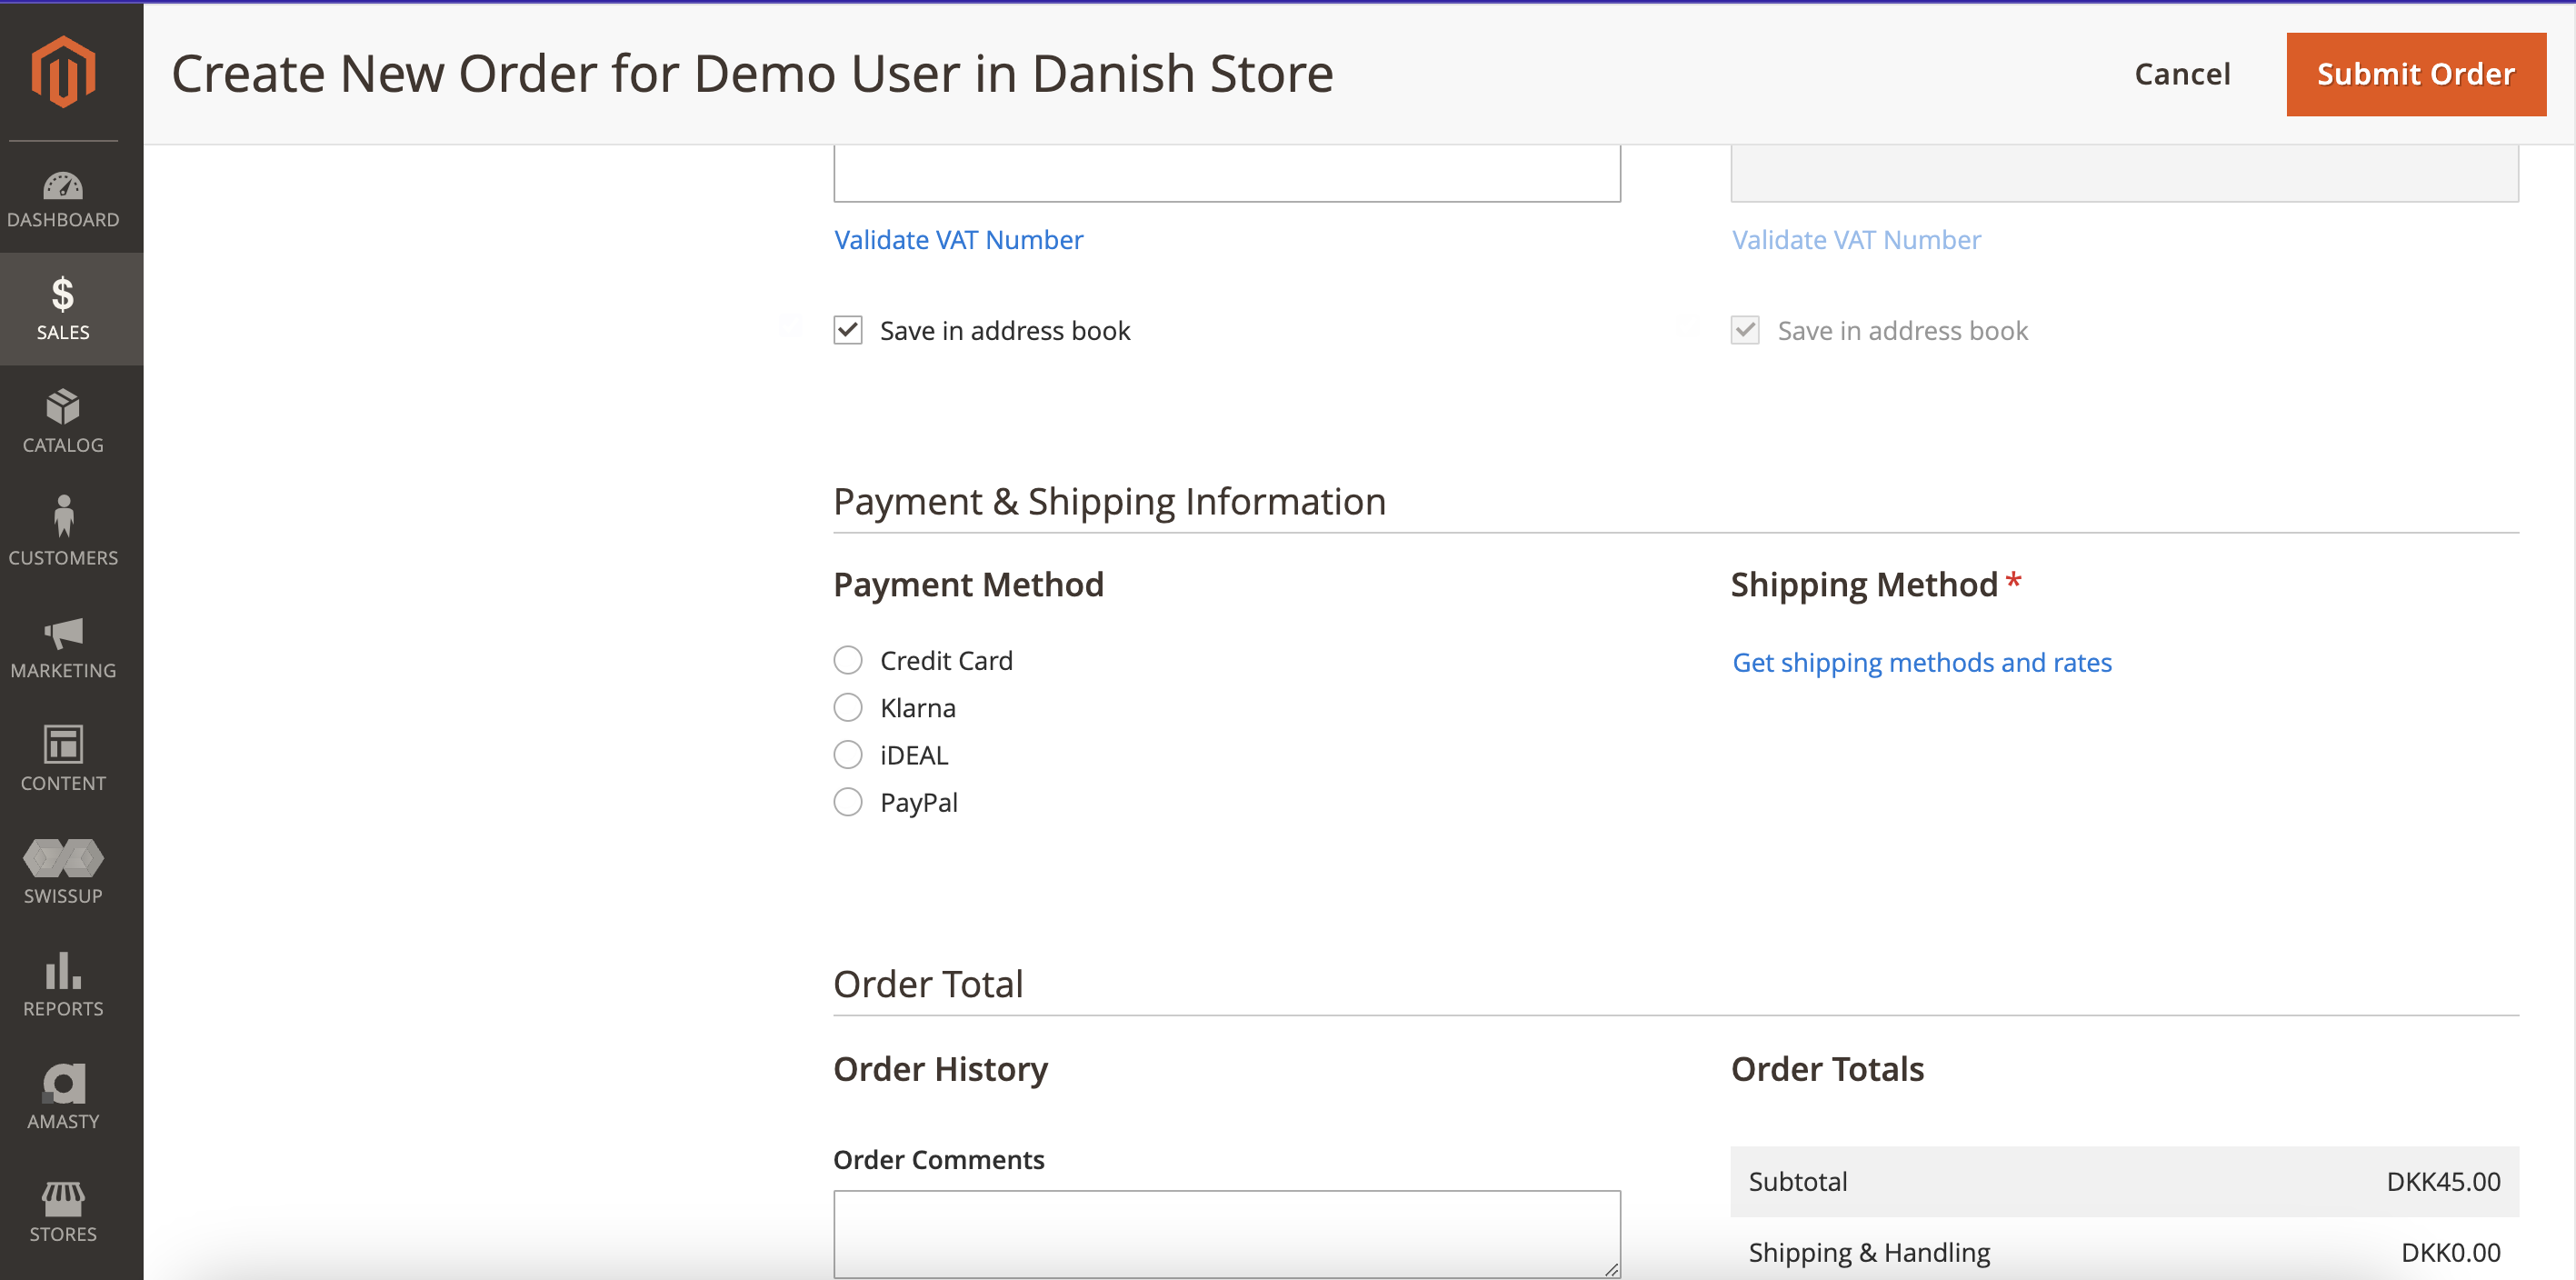 Create New Order for Demo User in Danish Store
Cancel
Submit Order
DASHBOARD
SALES
CATALOG
CUSTOMERS
MARKETING
CONTENT
SWISSUP
REPORTS
AMASTY
STORES
Validate VAT Number
Validate VAT Number
Save in address book
Save in address book
Payment & Shipping Information
Payment Method
Credit Card
Klarna
iDEAL
PayPal
Shipping Method *
Get shipping methods and rates
Order Total
Order History
Order Comments
Order Totals
Subtotal DKK45.00
Shipping & Handling DKK0.00